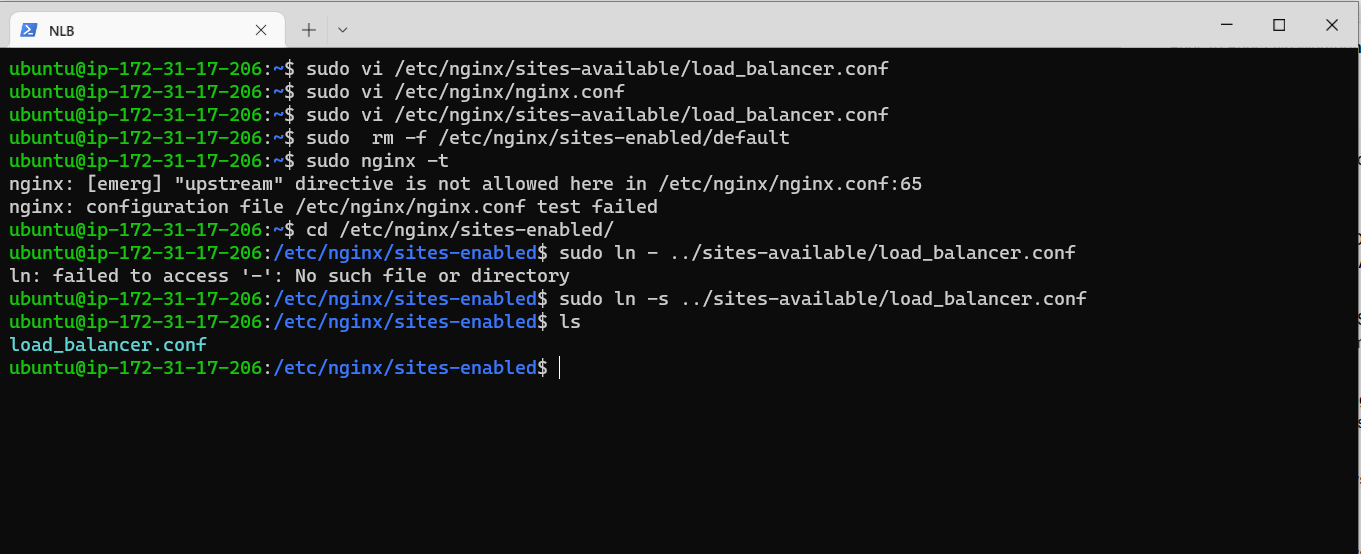 NLB
ubuntu@ip-172-31-17-206:~$ sudo vi /etc/nginx/sites-available/load_balancer.conf
ubuntu@ip-172-31-17-206:~$ sudo vi /etc/nginx/nginx.conf
ubuntu@ip-172-31-17-206:~$ sudo vi /etc/nginx/sites-available/load_balancer.conf
ubuntu@ip-172-31-17-206:~$ sudo  rm -f /etc/nginx/sites-enabled/default
ubuntu@ip-172-31-17-206:~$ sudo nginx -t
nginx: [emerg] "upstream" directive is not allowed here in /etc/nginx/nginx.conf:65
nginx: configuration file /etc/nginx/nginx.conf test failed
ubuntu@ip-172-31-17-206:~$ cd /etc/nginx/sites-enabled/
ubuntu@ip-172-31-17-206:/etc/nginx/sites-enabled$ sudo ln - ../sites-available/load_balancer.conf
ln: failed to access '-': No such file or directory
ubuntu@ip-172-31-17-206:/etc/nginx/sites-enabled$ sudo ln -s ../sites-available/load_balancer.conf
ubuntu@ip-172-31-17-206:/etc/nginx/sites-enabled$ ls
load_balancer.conf
ubuntu@ip-172-31-17-206:/etc/nginx/sites-enabled$